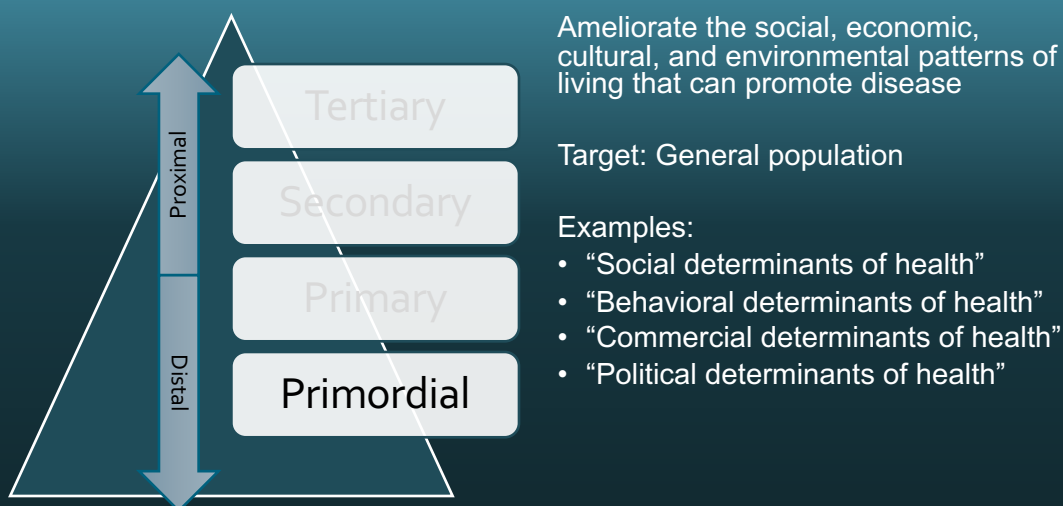 Proximal
Distal
Tertiary
Secondary
Primary
Primordial
Ameliorate the social, economic,
cultural, and environmental patterns of
living that can promote disease
Target: General population
Examples:
• “Social determinants of health”
• “Behavioral determinants of health”
• “Commercial determinants of health”
• “Political determinants of health”